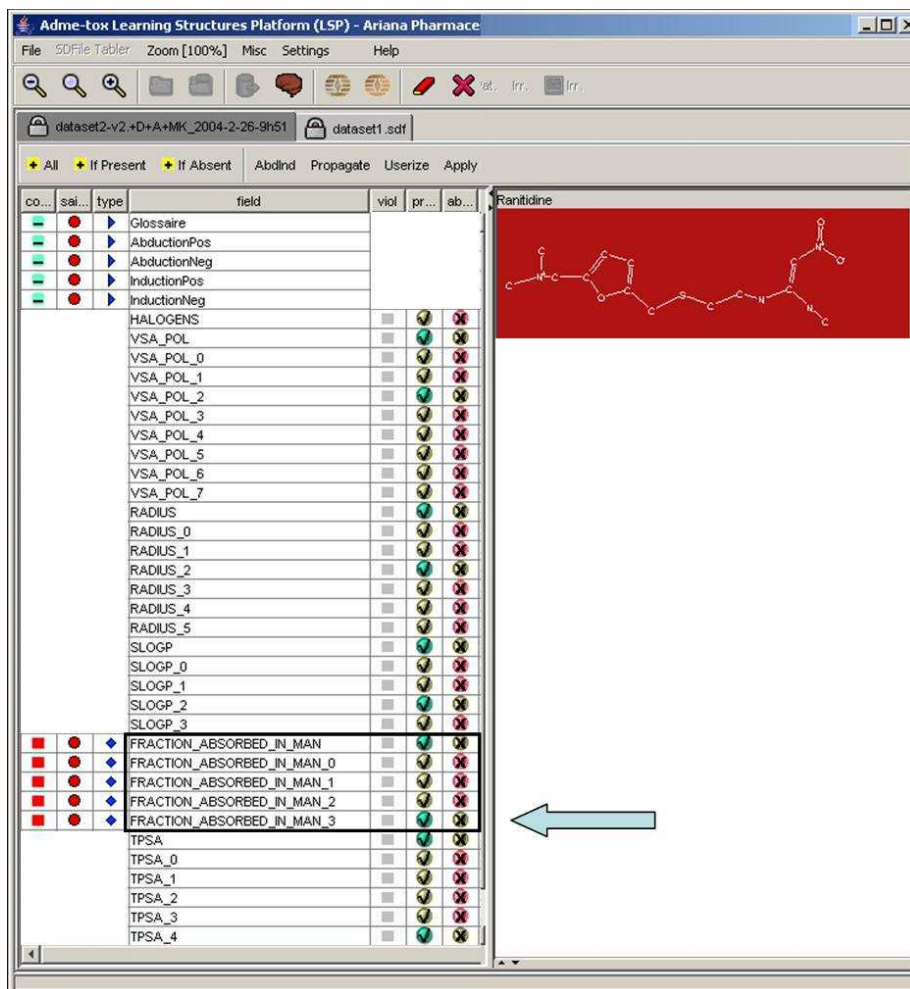 Adme-tox Learning Structures Platform (LSP) - Ariana Pharmace
File SDFile Tabler Zoom [100%] Misc Settings Help
Irr. Irr.
dataset2-v2.+D+A+MK_2004-2-26-9h51 dataset1.sdf
All If Present If Absent AbdInd Propagate Userize Apply
co... sai... type field viol pr... ab... Ranitidine
Glossaire
AbductionPos
AbductionNeg
InductionPos
InductionNeg
HALOGENS
VSA_POL
VSA_POL_0
VSA_POL_1
VSA_POL_2
VSA_POL_3
VSA_POL_4
VSA_POL_5
VSA_POL_6
VSA_POL_7
RADIUS
RADIUS_0
RADIUS_1
RADIUS_2
RADIUS_3
RADIUS_4
RADIUS_5
SLOGP
SLOGP_0
SLOGP_1
SLOGP_2
SLOGP_3
FRACTION_ABSORBED_IN_MAN
FRACTION_ABSORBED_IN_MAN_0
FRACTION_ABSORBED_IN_MAN_1
FRACTION_ABSORBED_IN_MAN_2
FRACTION_ABSORBED_IN_MAN_3
TPSA
TPSA_0
TPSA_1
TPSA_2
TPSA_3
TPSA_4